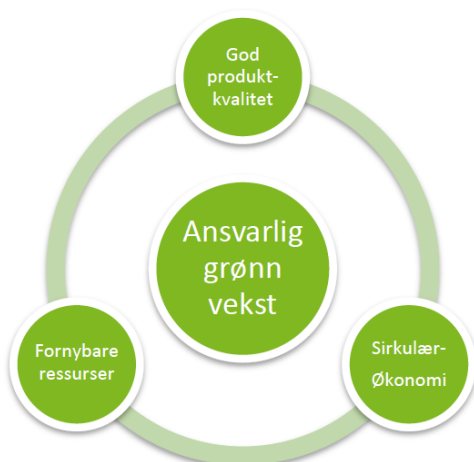 God
produkt-
kvalitet
Ansvarlig
grønn
vekst
Fornybare
ressurser
Sirkulær-
Økonomi